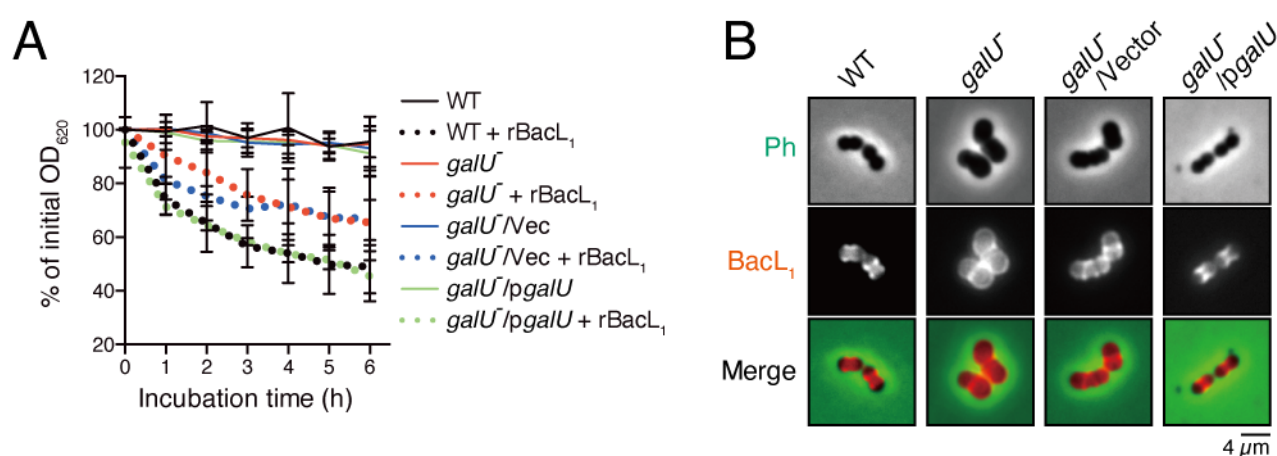 A
% of initial OD620
120
100
80
60
40
20
0 1 2 3 4 5 6
Incubation time (h)
WT
WT + rBacL1
galU-
galU- + rBacL1
galU-/Vec
galU-/Vec + rBacL1
galU-/pgalU
galU-/pgalU + rBacL1
B
WT
galU-
galU-
/Vector
galU-
/pgalU
Ph
BacL1
Merge
4 µm